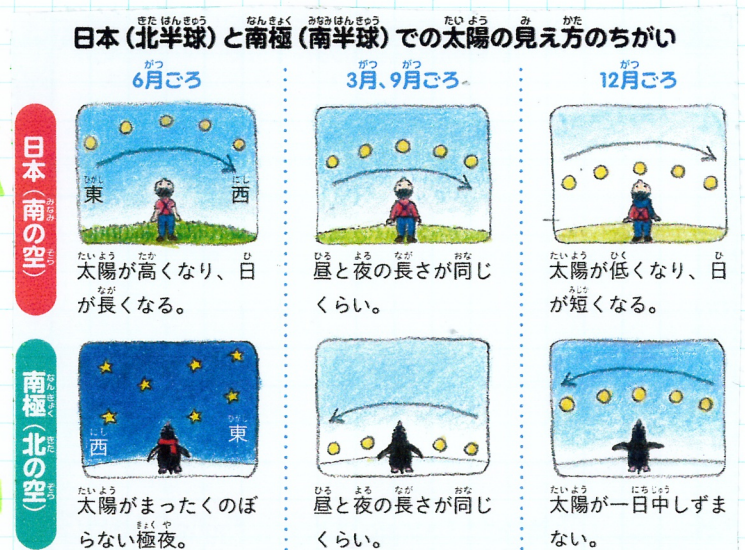 日本（北半球）と南極（南半球）での太陽の見え方のちがい
6月ごろ
3月、9月ごろ
12月ごろ
日本（南の空）
東
西
太陽が高くなり、日
が長くなる。
昼と夜の長さが同じ
くらい。
太陽が低くなり、日
が短くなる。
南極（北の空）
西
東
太陽がまったくのぼ
らない極夜。
昼と夜の長さが同じ
くらい。
太陽が一日中しずま
ない。